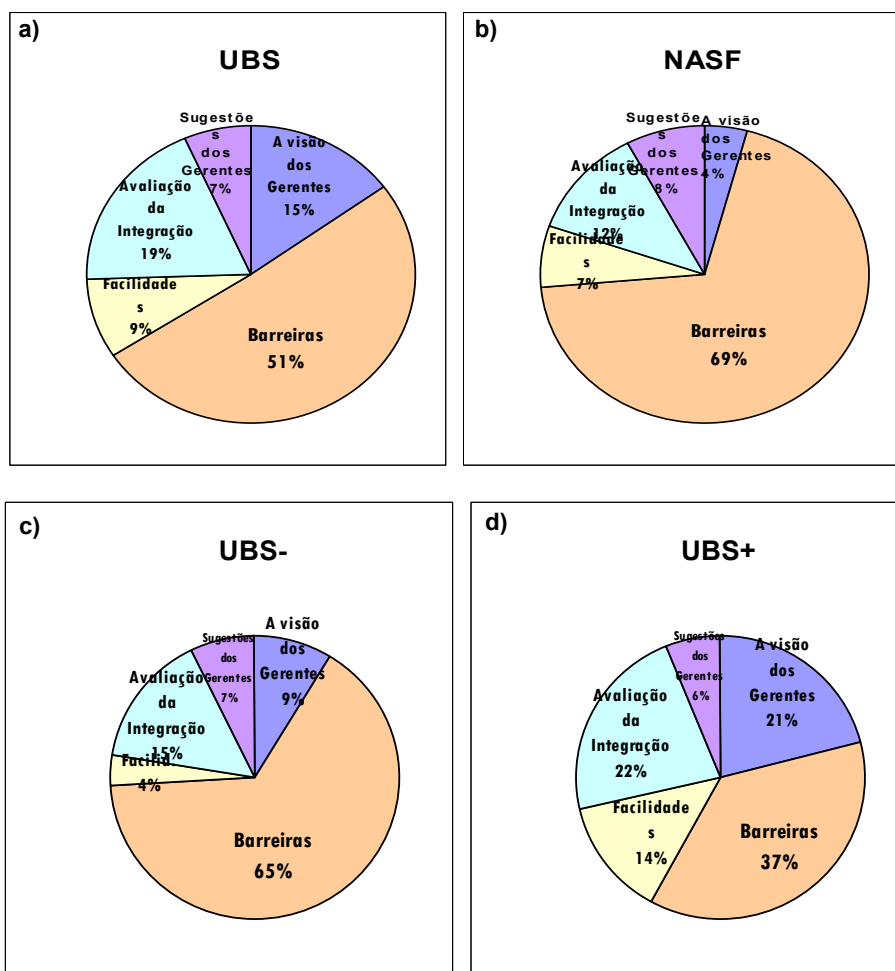 a)
UBS
Sugestõe
s
dos
Gerentes
7%
A visão
dos
Gerentes
15%
Avaliação
da
Integração
19%
Facilidade
s
9%
Barreiras
51%
b)
NASF
Sugestõe
s
dos
Gerentes
8%
A visão
dos
Gerentes
4%
Avaliação
da
Integração
12%
Facilidade
s
7%
Barreiras
69%
c)
UBS-
Sugestões
dos
Gerentes
7%
A visão
dos
Gerentes
9%
Avaliação
da
Integração
15%
Facilid.
4%
Barreiras
65%
d)
UBS+
Sugestões
dos
Gerentes
6%
A visão
dos
Gerentes
21%
Avaliação
da
Integração
22%
Facilidade
s
14%
Barreiras
37%